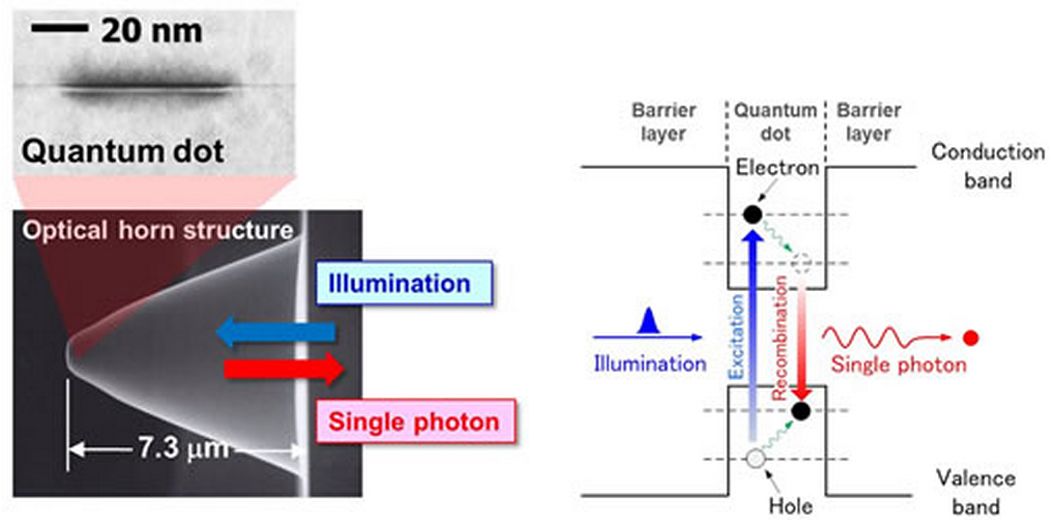 20 nm
Quantum dot
Optical horn structure
Illumination
Single photon
7.3 μm
Barrier
layer
Quantum
dot
Barrier
layer
Electron
Conduction
band
Excitation
Recombination
Illumination
Single photon
Hole
Valence
band